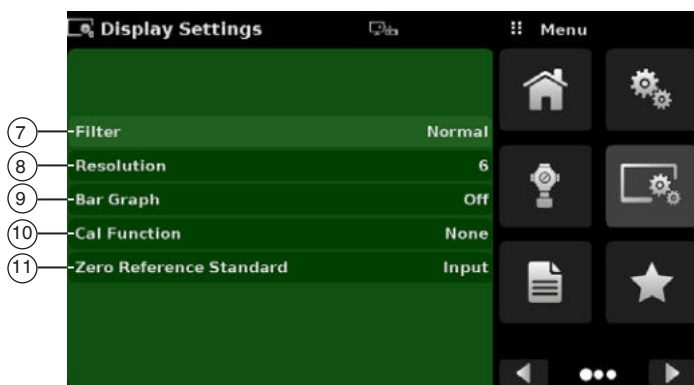 Display Settings
Menu
7 Filter Normal
8 Resolution 6
9 Bar Graph Off
10 Cal Function None
11 Zero Reference Standard Input